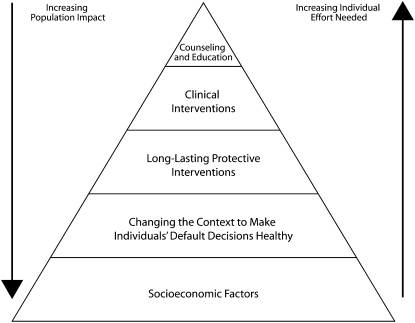 Increasing
Population Impact
Increasing Individual
Effort Needed
Counseling
and Education
Clinical
Interventions
Long-Lasting Protective
Interventions
Changing the Context to Make
Individuals' Default Decisions Healthy
Socioeconomic Factors